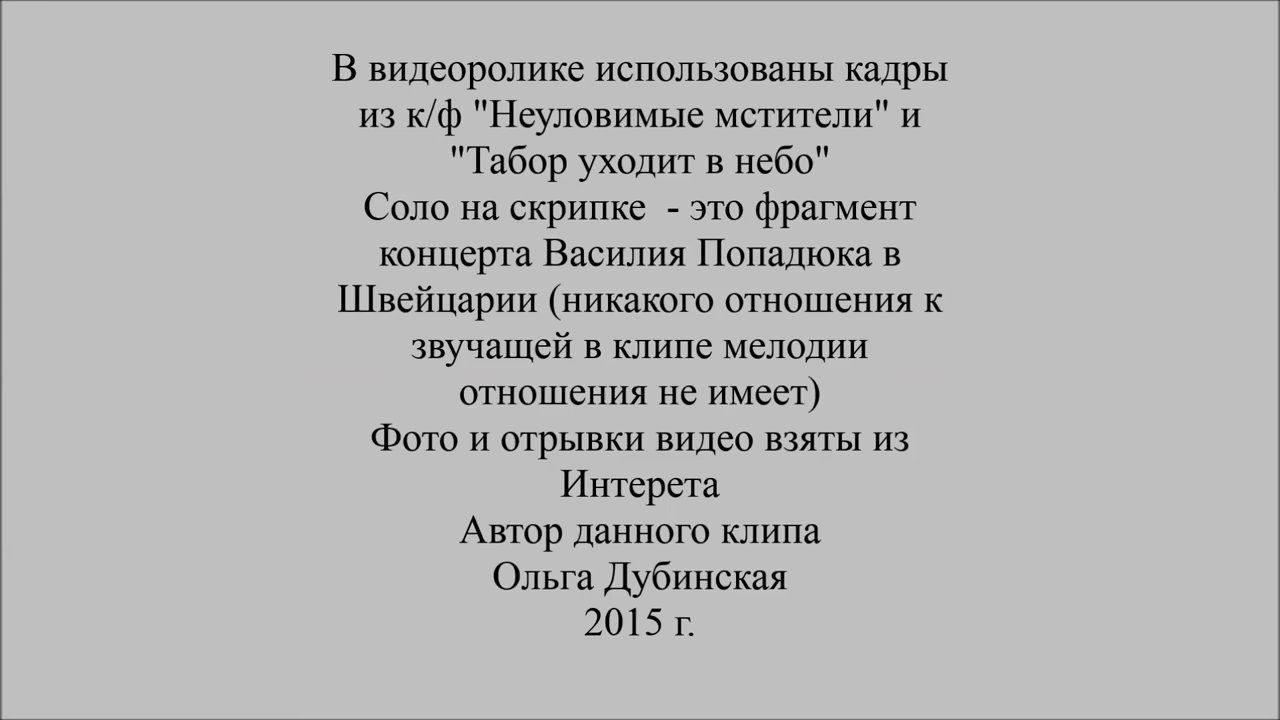 В видеоролике использованы кадры
из к/ф "Неуловимые мстители" и
"Табор уходит в небо"
Соло на скрипке  - это фрагмент
концерта Василия Попадюка в
Швейцарии (никакого отношения к
звучащей в клипе мелодии
отношения не имеет)
Фото и отрывки видео взяты из
Интерета
Автор данного клипа
Ольга Дубинская
2015 г.